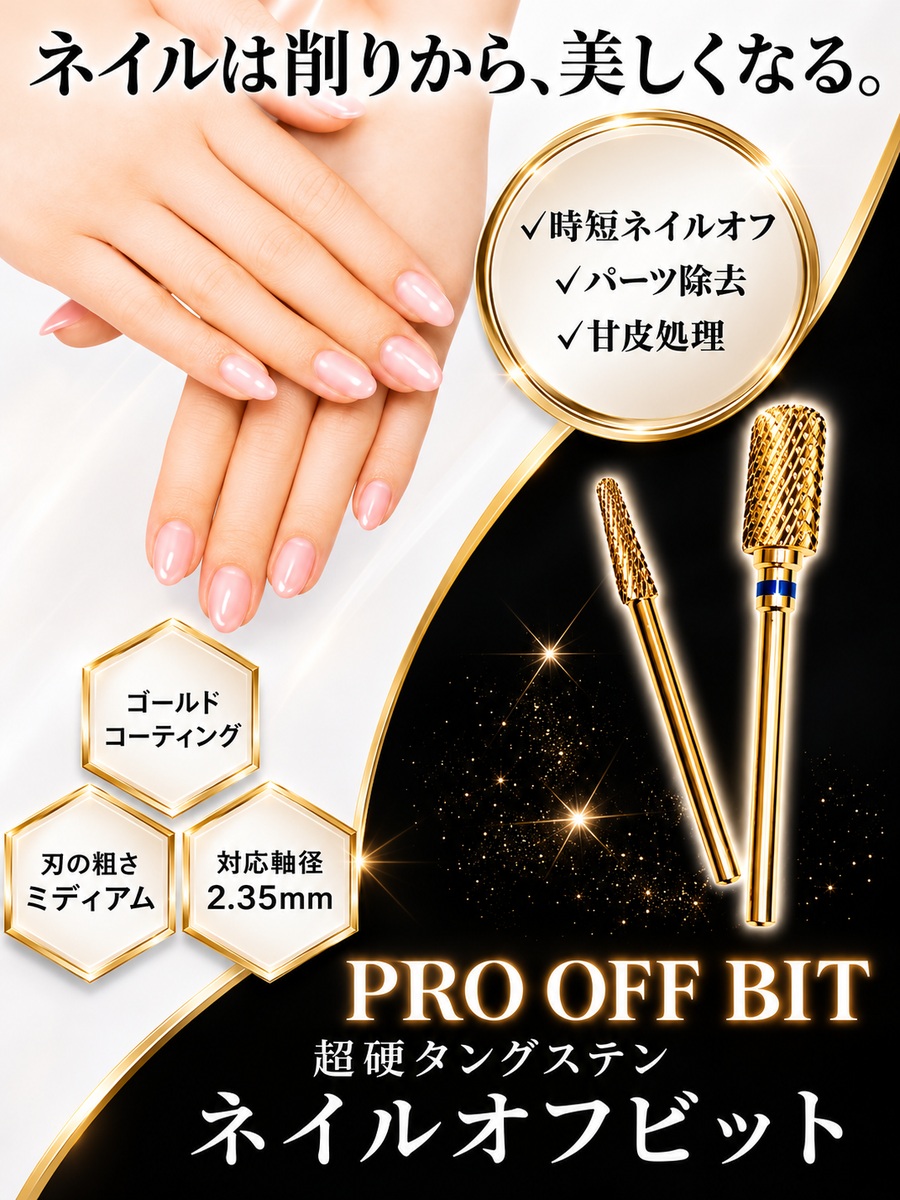 ネイルは削りから、美しくなる。
✓時短ネイルオフ
✓パーツ除去
✓甘皮処理
ゴールド
コーティング
刃の粗さ
ミディアム
対応軸径
2.35mm
PRO OFF BIT
超硬タングステン
ネイルオフビット